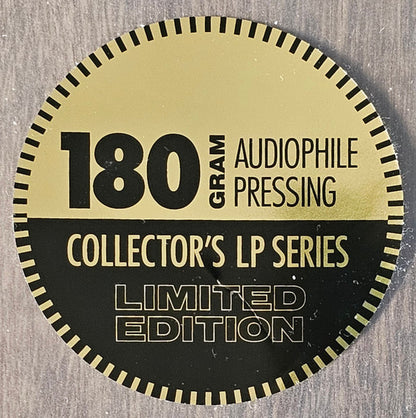 180 GRAM AUDIOPHILE
PRESSING
COLLECTOR'S LP SERIES
LIMITED
EDITION